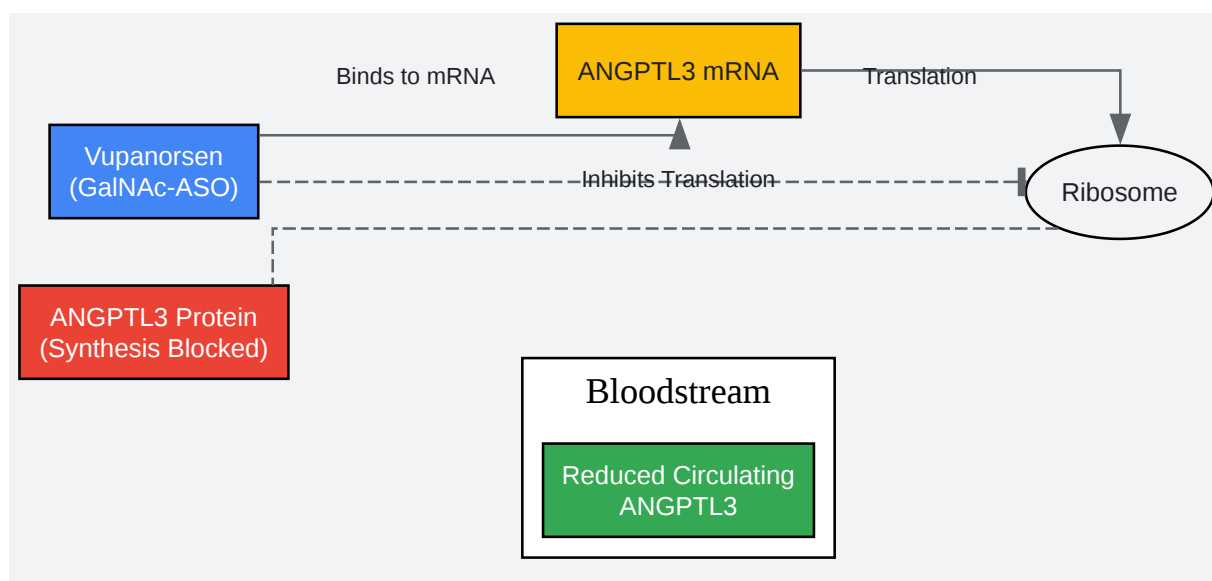 ANGPTL3 mRNA
Binds to mRNA
Translation
Vupanorsen
(GalNAc-ASO)
Inhibits Translation
Ribosome
ANGPTL3 Protein
(Synthesis Blocked)
Bloodstream
Reduced Circulating
ANGPTL3